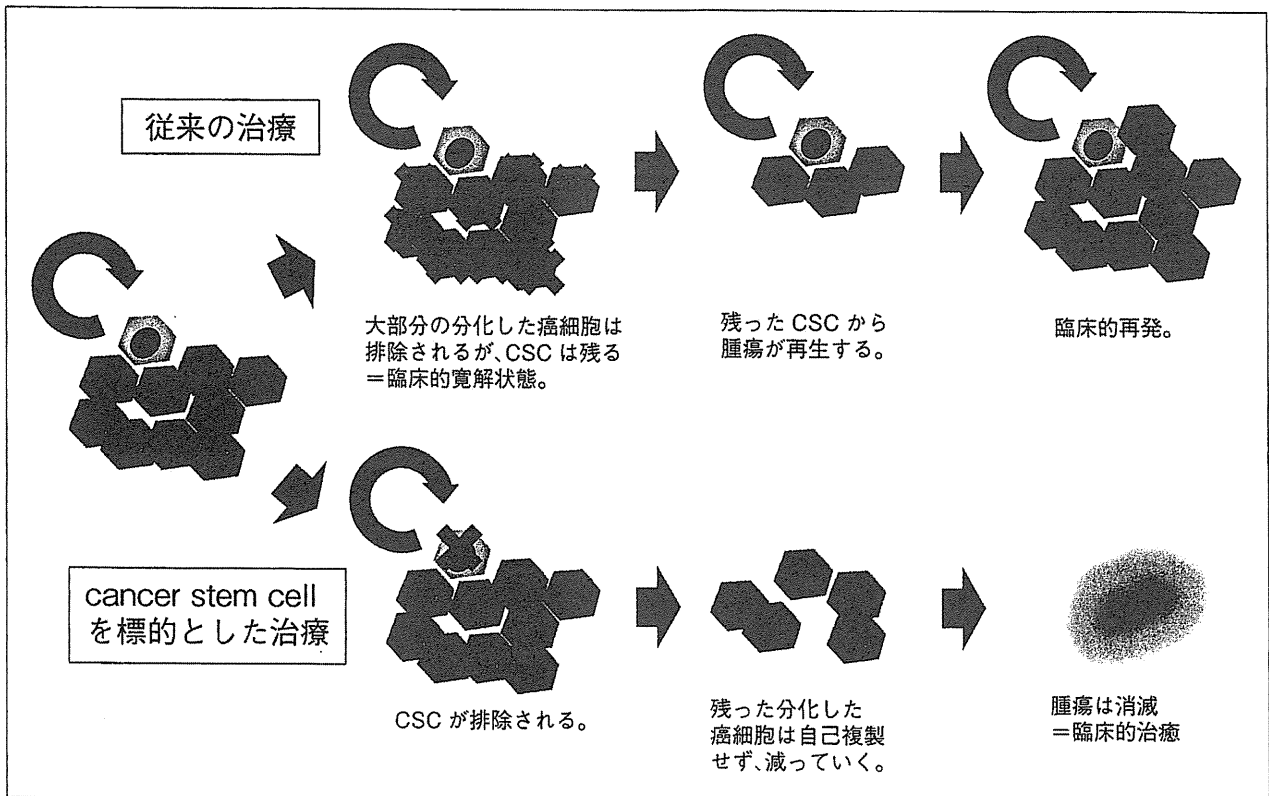 従来の治療
大部分の分化した癌細胞は
排除されるが、CSC は残る
＝臨床的寛解状態。
残った CSC から
腫瘍が再生する。
臨床的再発。
cancer stem cell
を標的とした治療
CSC が排除される。
残った分化した
癌細胞は自己複製
せず、減っていく。
腫瘍は消滅
＝臨床的治癒